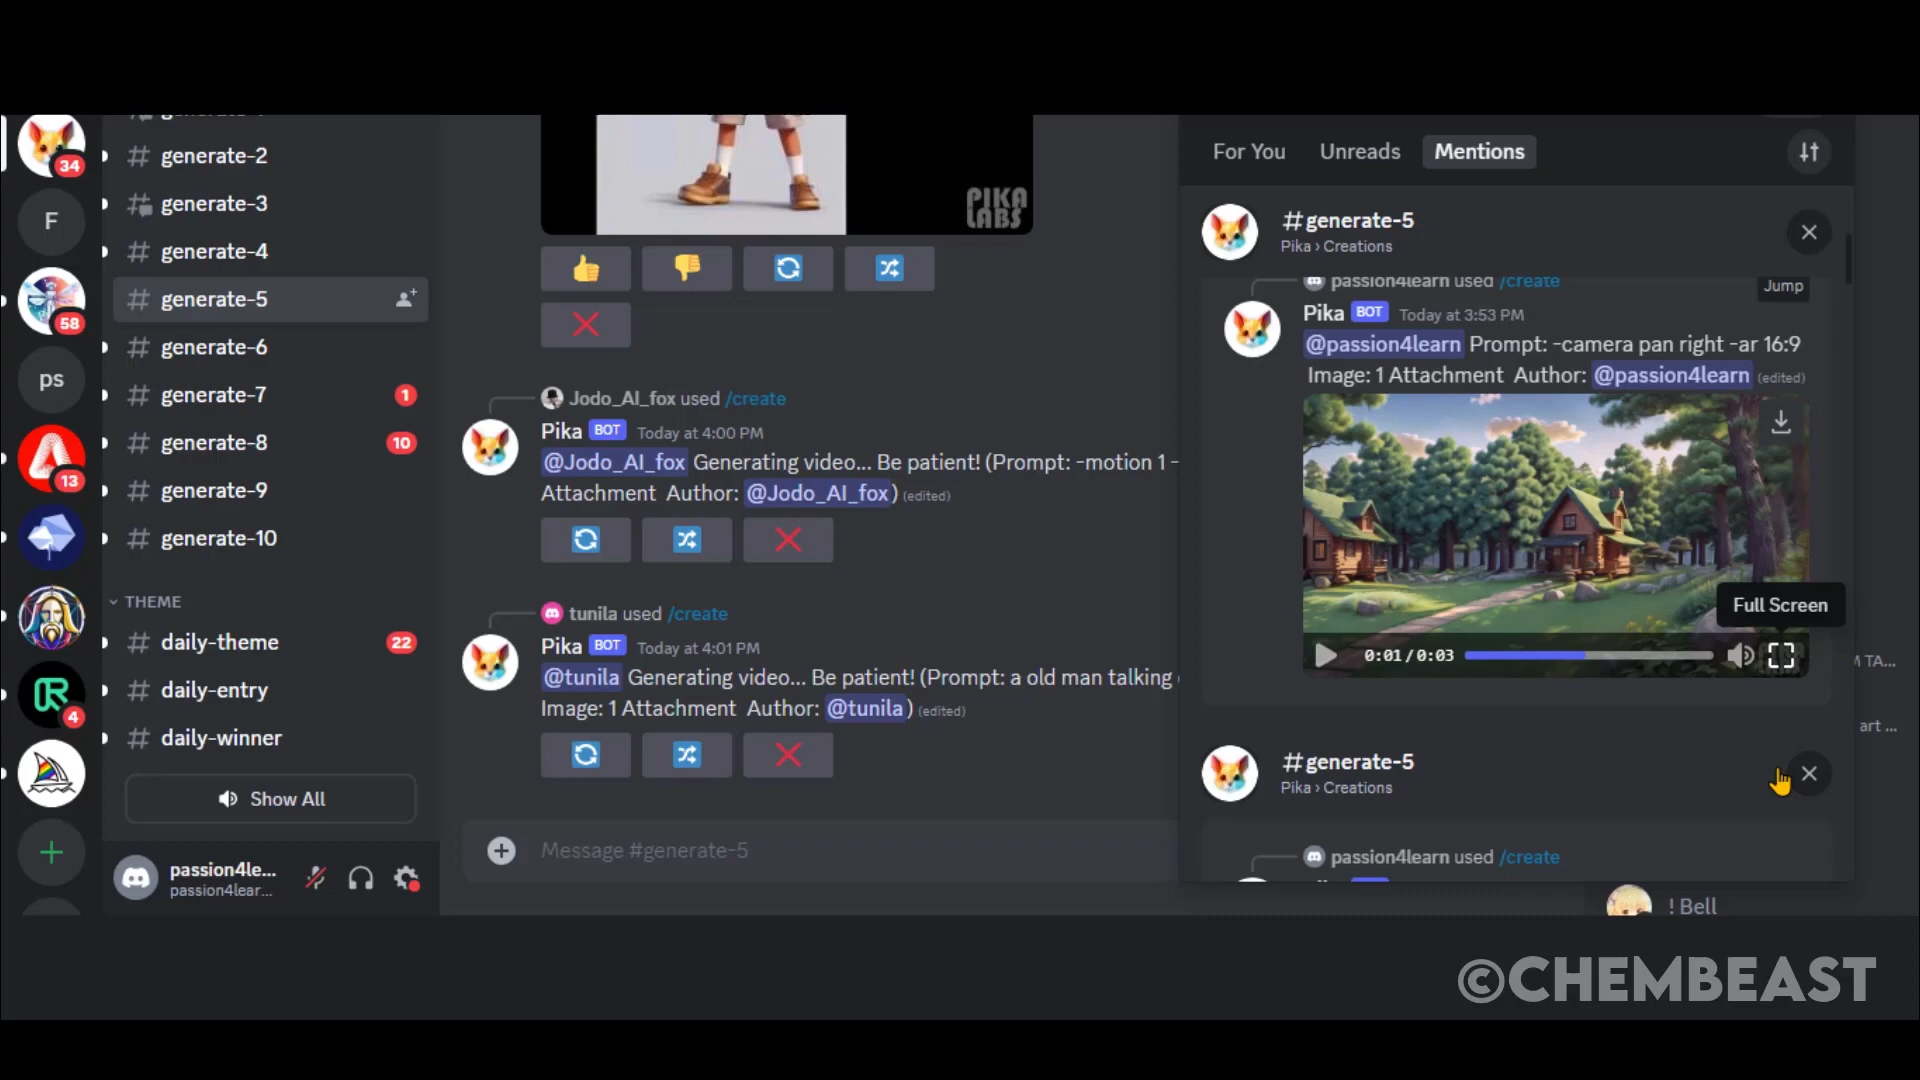 34
generate-2
F
generate-3
generate-4
generate-5
58
generate-6
ps
generate-7
1
generate-8
10
13
generate-9
generate-10
THEME
daily-theme
22
daily-entry
4
daily-winner
Show All
passion4le...
passion4lear...
PIKA
LABS
Jodo_AI_fox used /create
Pika BOT Today at 4:00 PM
@Jodo_AI_fox Generating video... Be patient! (Prompt: -motion 1 -
Attachment Author: @Jodo_AI_fox) (edited)
tunila used /create
Pika BOT Today at 4:01 PM
@tunila Generating video... Be patient! (Prompt: a old man talking
Image: 1 Attachment Author: @tunila) (edited)
Message #generate-5
For You Unreads Mentions
#generate-5
Pika › Creations
passion4learn used /create
Jump
Pika BOT Today at 3:53 PM
@passion4learn Prompt: -camera pan right -ar 16:9
Image: 1 Attachment Author: @passion4learn (edited)
Full Screen
0:01/0:03
#generate-5
Pika › Creations
passion4learn used /create
TA...
art ...
! Bell
©CHEMBEAST